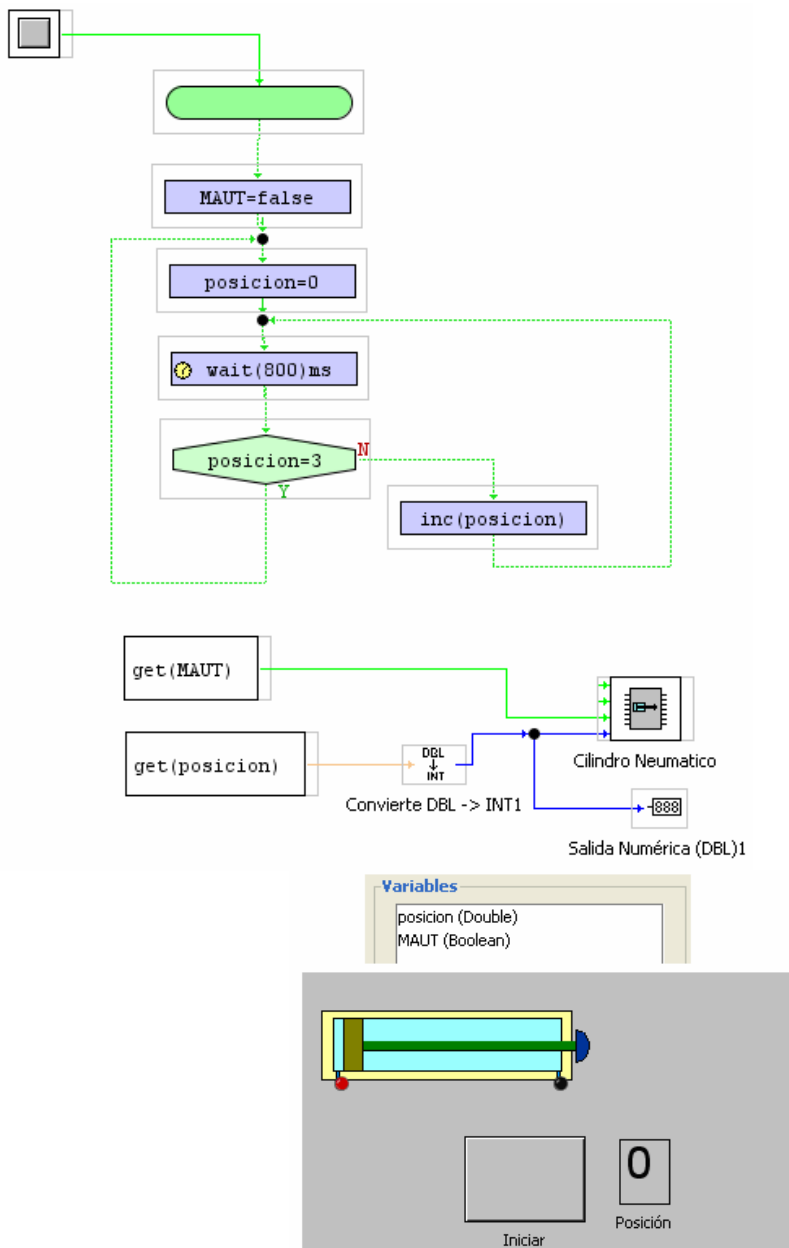 MAUT=false
posicion=0
wait(800)ms
posicion=3
N
Y
inc(posicion)
get(MAUT)
Cilindro Neumatico
get(posicion)
DBL
INT
Convierte DBL -> INT1
888
Salida Numérica (DBL)1
Variables
posicion (Double)
MAUT (Boolean)
0
Posición
Iniciar